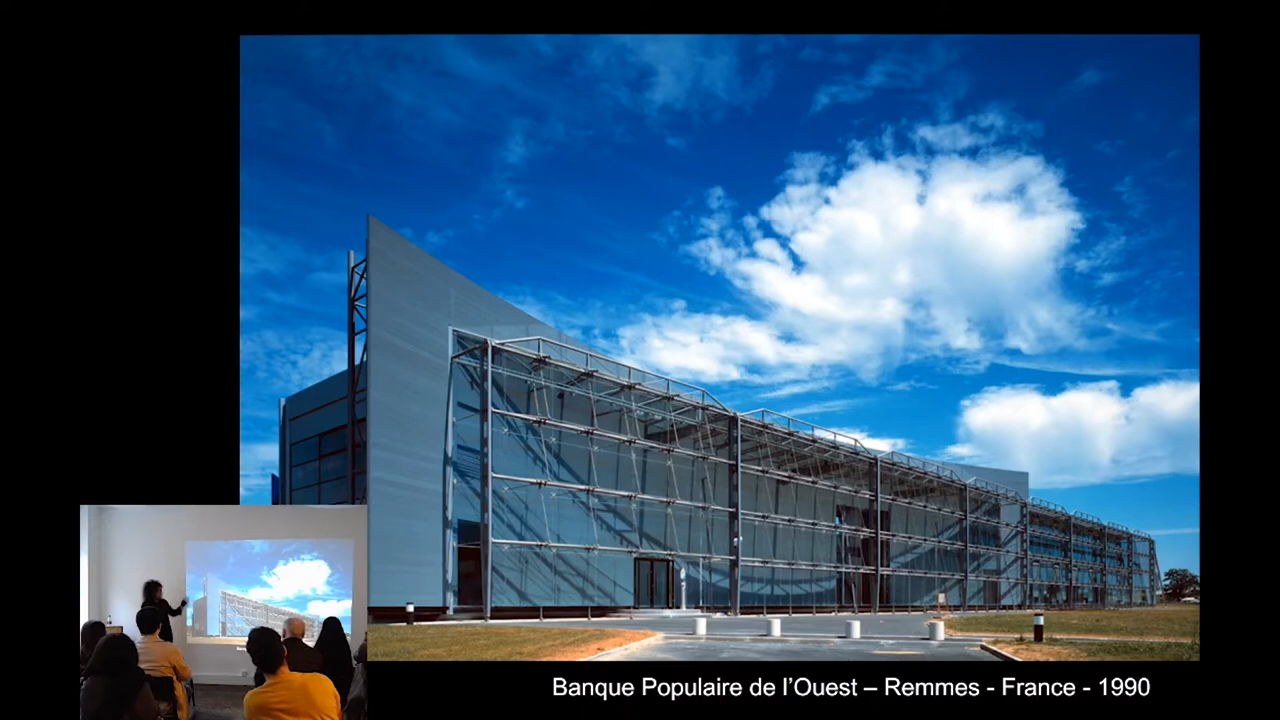 Banque Populaire de l’Ouest – Remmes - France - 1990